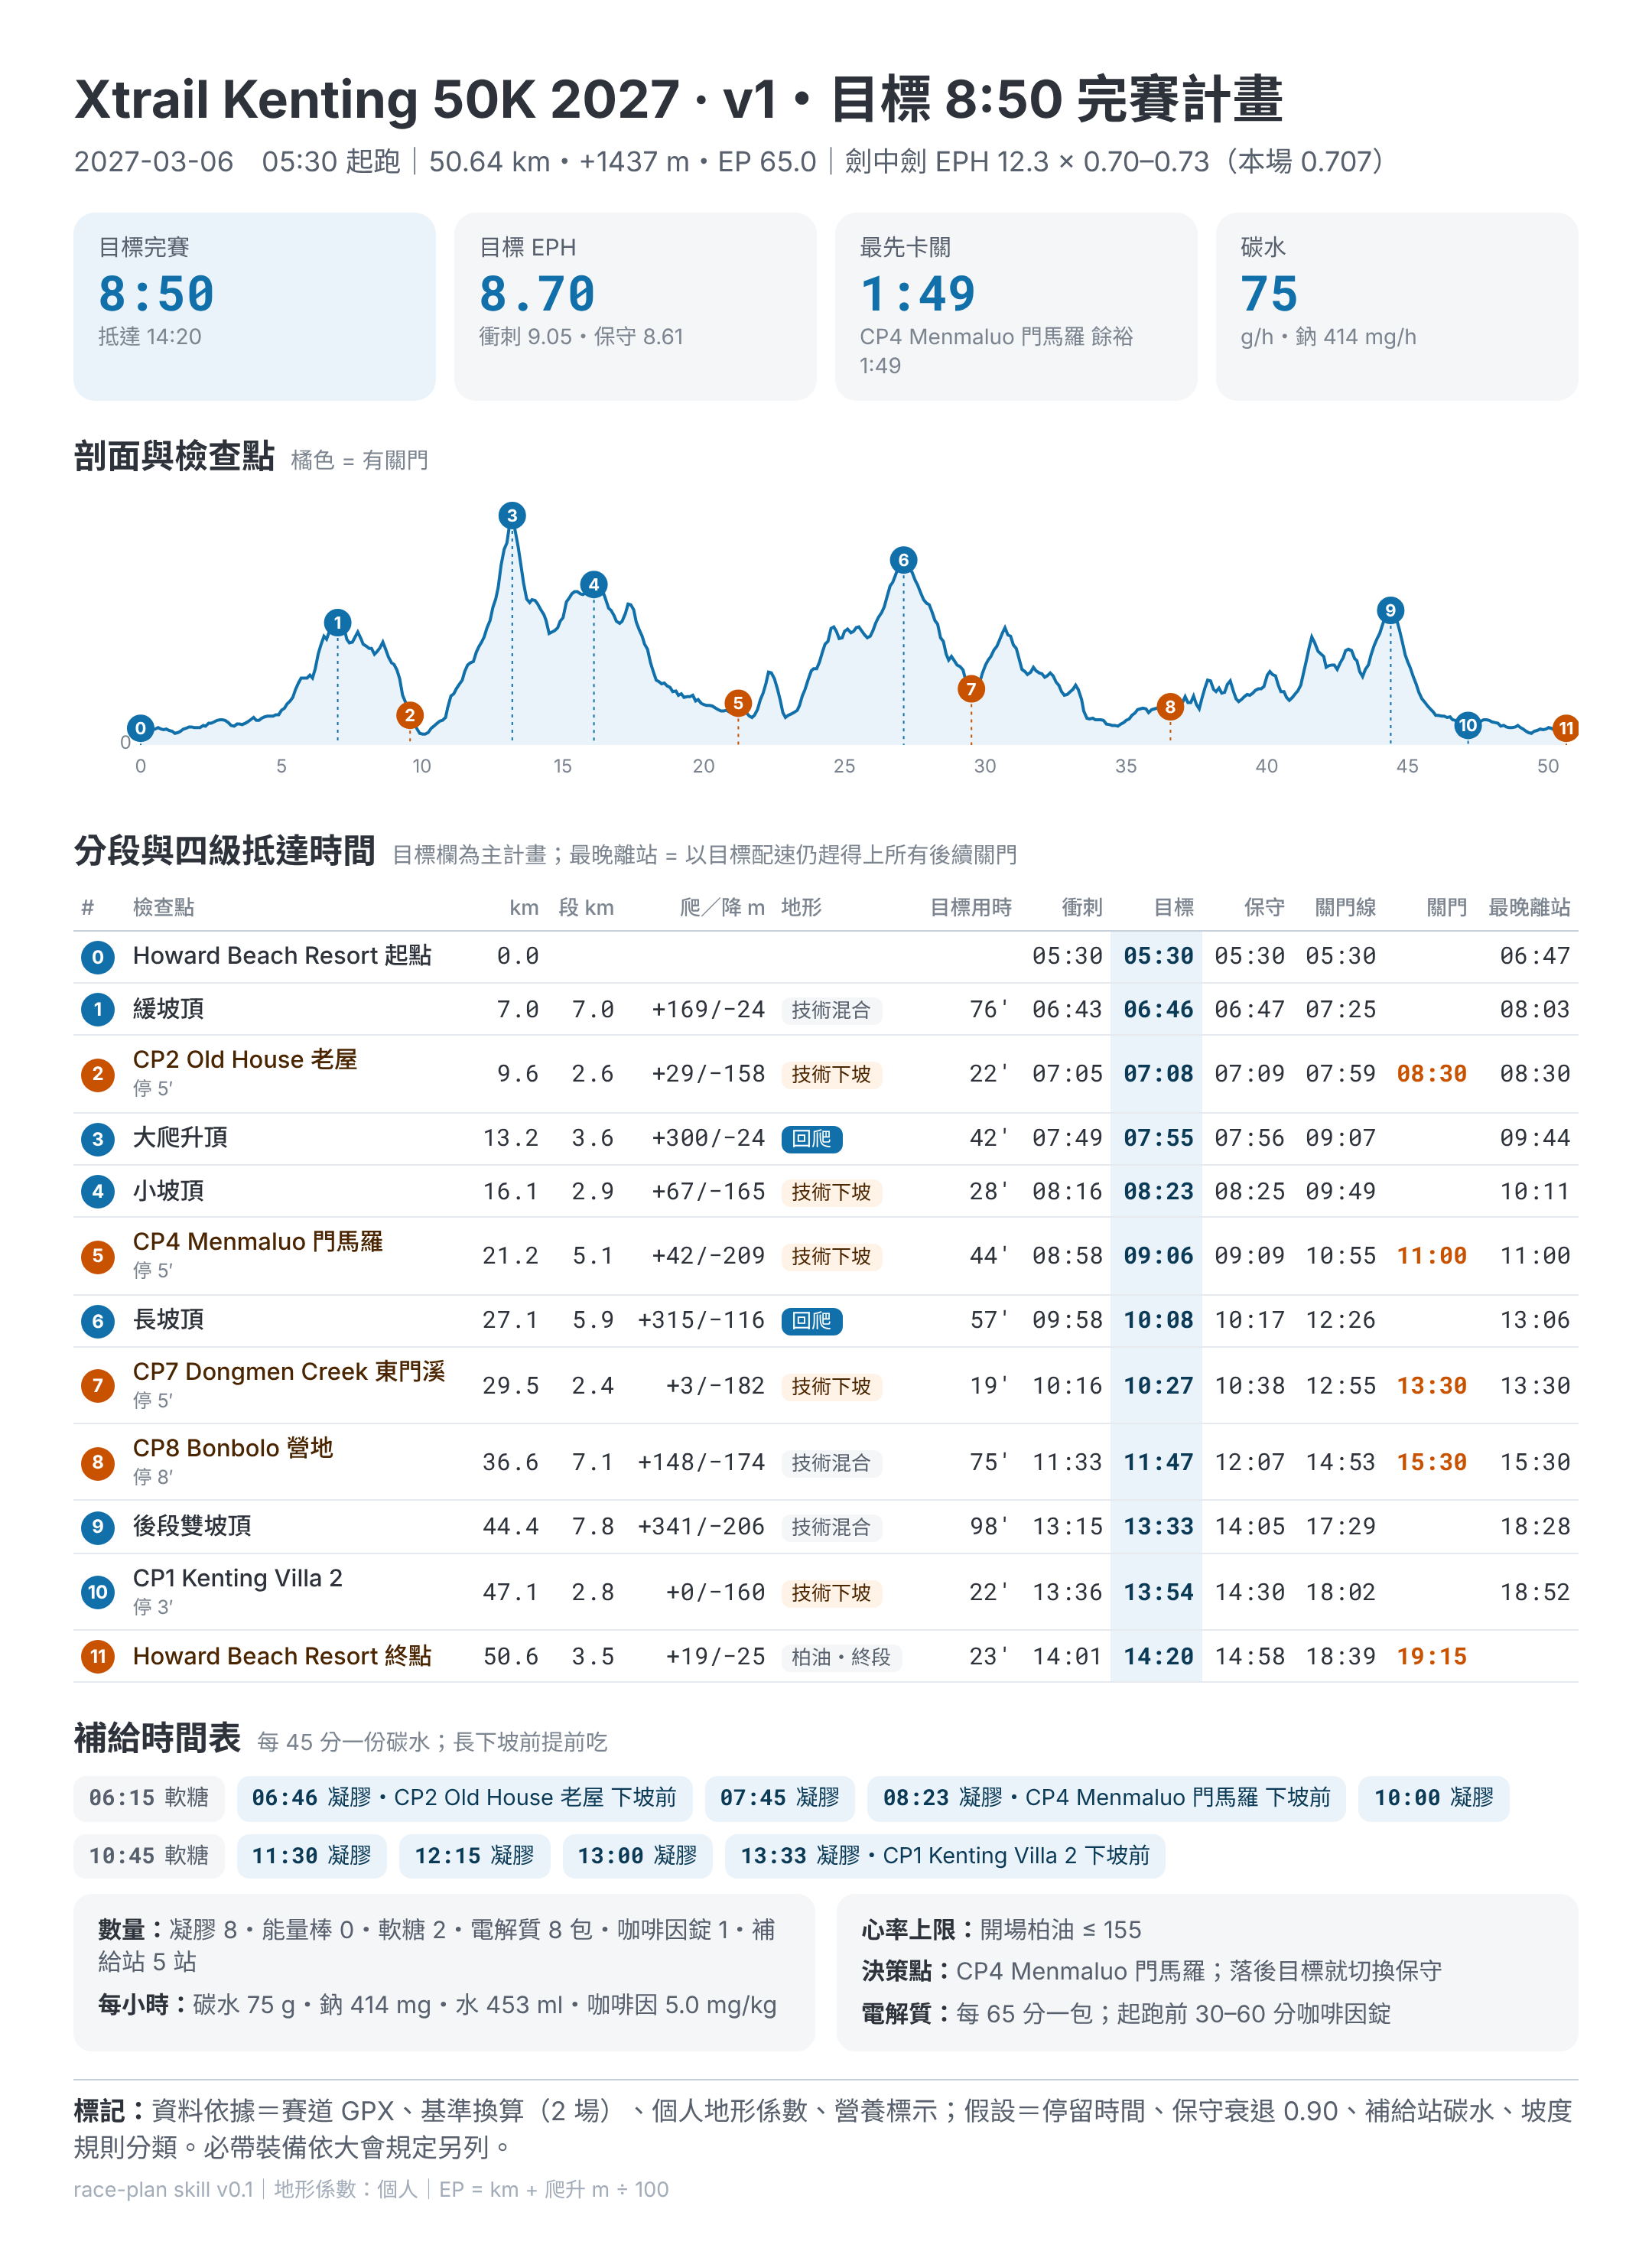 Xtrail Kenting 50K 2027 · v1・目標 8:50 完賽計畫
2027-03-06　05:30 起跑｜50.64 km・+1437 m・EP 65.0｜劍中劍 EPH 12.3 × 0.70–0.73（本場 0.707）
目標完賽
8:50
抵達 14:20
目標 EPH
8.70
衝刺 9.05・保守 8.61
最先卡關
1:49
CP4 Menmaluo 門馬羅 餘裕
1:49
碳水
75
g/h・鈉 414 mg/h
剖面與檢查點 橘色 = 有關門
3
6
4
9
1
7
5
8
2
10
0
11
0
0 5 10 15 20 25 30 35 40 45 50
分段與四級抵達時間 目標欄為主計畫；最晚離站 = 以目標配速仍趕得上所有後續關門
# 檢查點 km 段 km 爬／降 m 地形 目標用時 衝刺 目標 保守 關門線 關門 最晚離站
0 Howard Beach Resort 起點 0.0 05:30 05:30 05:30 05:30 06:47
1 緩坡頂 7.0 7.0 +169/−24 技術混合 76' 06:43 06:46 06:47 07:25 08:03
2 CP2 Old House 老屋 9.6 2.6 +29/−158 技術下坡 22' 07:05 07:08 07:09 07:59 08:30 08:30
停 5′
3 大爬升頂 13.2 3.6 +300/−24 回爬 42' 07:49 07:55 07:56 09:07 09:44
4 小坡頂 16.1 2.9 +67/−165 技術下坡 28' 08:16 08:23 08:25 09:49 10:11
5 CP4 Menmaluo 門馬羅 21.2 5.1 +42/−209 技術下坡 44' 08:58 09:06 09:09 10:55 11:00 11:00
停 5′
6 長坡頂 27.1 5.9 +315/−116 回爬 57' 09:58 10:08 10:17 12:26 13:06
7 CP7 Dongmen Creek 東門溪 29.5 2.4 +3/−182 技術下坡 19' 10:16 10:27 10:38 12:55 13:30 13:30
停 5′
8 CP8 Bonbolo 營地 36.6 7.1 +148/−174 技術混合 75' 11:33 11:47 12:07 14:53 15:30 15:30
停 8′
9 後段雙坡頂 44.4 7.8 +341/−206 技術混合 98' 13:15 13:33 14:05 17:29 18:28
10 CP1 Kenting Villa 2 47.1 2.8 +0/−160 技術下坡 22' 13:36 13:54 14:30 18:02 18:52
停 3′
11 Howard Beach Resort 終點 50.6 3.5 +19/−25 柏油・終段 23' 14:01 14:20 14:58 18:39 19:15
補給時間表 每 45 分一份碳水；長下坡前提前吃
06:15 軟糖 06:46 凝膠・CP2 Old House 老屋 下坡前 07:45 凝膠 08:23 凝膠・CP4 Menmaluo 門馬羅 下坡前 10:00 凝膠
10:45 軟糖 11:30 凝膠 12:15 凝膠 13:00 凝膠 13:33 凝膠・CP1 Kenting Villa 2 下坡前
數量：凝膠 8・能量棒 0・軟糖 2・電解質 8 包・咖啡因錠 1・補
給站 5 站
每小時：碳水 75 g・鈉 414 mg・水 453 ml・咖啡因 5.0 mg/kg
心率上限：開場柏油 ≤ 155
決策點：CP4 Menmaluo 門馬羅；落後目標就切換保守
電解質：每 65 分一包；起跑前 30–60 分咖啡因錠
標記：資料依據＝賽道 GPX、基準換算（2 場）、個人地形係數、營養標示；假設＝停留時間、保守衰退 0.90、補給站碳水、坡度
規則分類。必帶裝備依大會規定另列。
race-plan skill v0.1｜地形係數：個人｜EP = km + 爬升 m ÷ 100